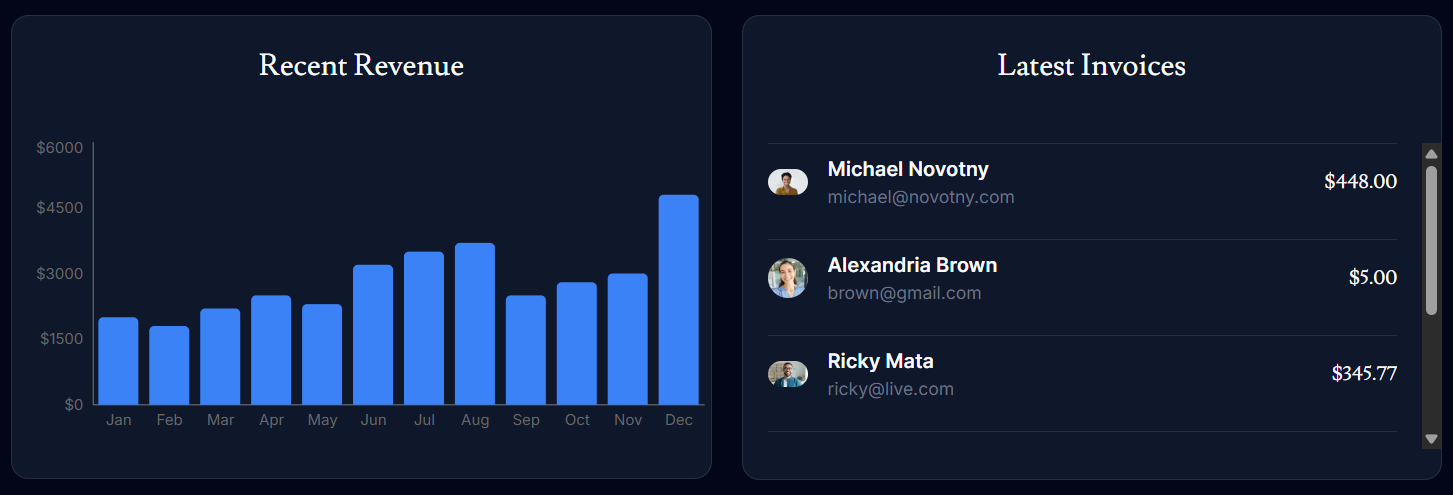 Recent Revenue
$6000
$4500
$3000
$1500
$0
Jan Feb Mar Apr May Jun Jul Aug Sep Oct Nov Dec
Latest Invoices
Michael Novotny
michael@novotny.com
$448.00
Alexandria Brown
brown@gmail.com
$5.00
Ricky Mata
ricky@live.com
$345.77